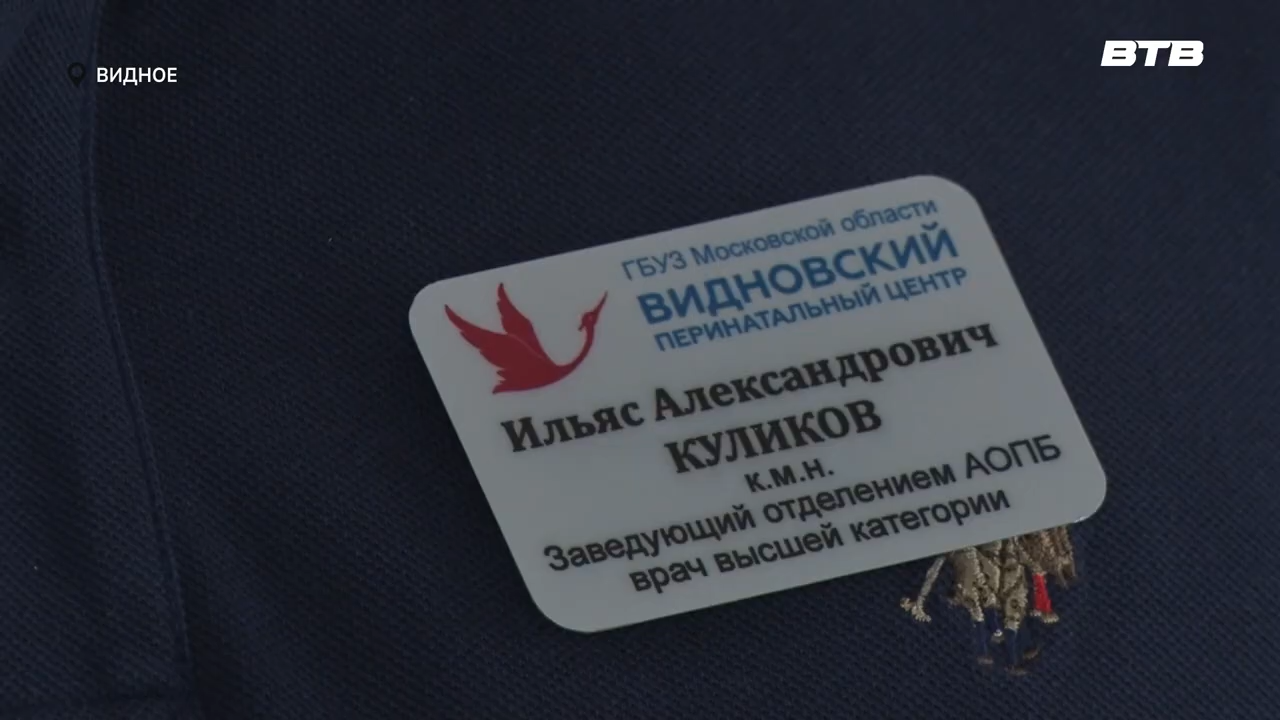 ВИДНОЕ
ВТВ
ГБУЗ Московской области
ВИДНОВСКИЙ
ПЕРИНАТАЛЬНЫЙ ЦЕНТР
Ильяс Александрович
КУЛИКОВ
к.м.н.
Заведующий отделением АОПБ
врач высшей категории